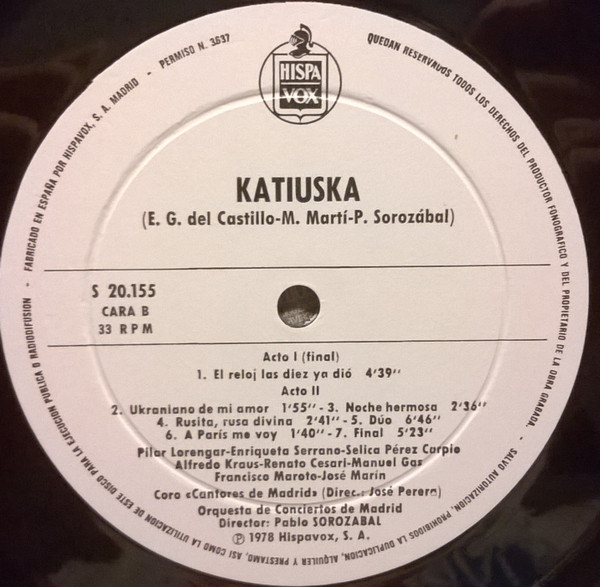 FABRICADO EN ESPAÑA POR HISPAVOX, S. A. MADRID - PERMISO N. 3637
QUEDAN RESERVADOS TODOS LOS DERECHOS DEL PRODUCTOR FONOGRAFICO Y DEL PROPIETARIO DE LA OBRA GRABADA. - SALVO AUTORIZACION, PROHIBIDOS LA DUPLICACION, ALQUILER Y PRESTAMO, ASI COMO LA UTILIZACION DE ESTE DISCO PARA LA EJECUCION PUBLICA O RADIODIFUSION -
HISPA
VOX
KATIUSKA
(E. G. del Castillo-M. Martí-P. Sorozábal)
S 20.155
CARA B
33 RPM
Acto I (final)
1. El reloj las diez ya dió 4'39''
Acto II
2. Ukraniano de mi amor 1'55'' - 3. Noche hermosa 2'36''
4. Rusita, rusa divina 2'41'' - 5. Dúo 6'46''
6. A París me voy 1'40'' - 7. Final 5'23''
Pilar Lorengar-Enriqueta Serrano-Selica Pérez Carpio
Alfredo Kraus-Renato Cesari-Manuel Gas
Francisco Maroto-José Marín
Coro «Cantores de Madrid» (Direc.: José Perera)
Orquesta de Conciertos de Madrid
Director: Pablo SOROZABAL
℗ 1978 Hispavox, S. A.